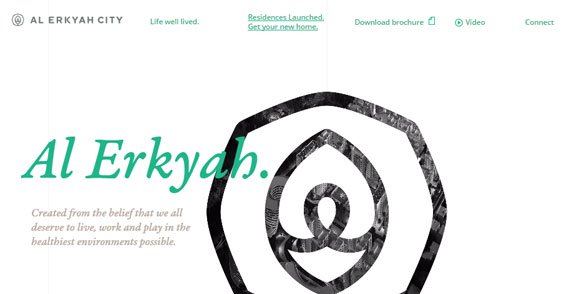 AL ERKYAH CITY
Life well lived.
Residences Launched.
Get your new home.
Download brochure
Video
Connect
Al Erkyah.
Created from the belief that we all
deserve to live, work and play in the
healthiest environments possible.